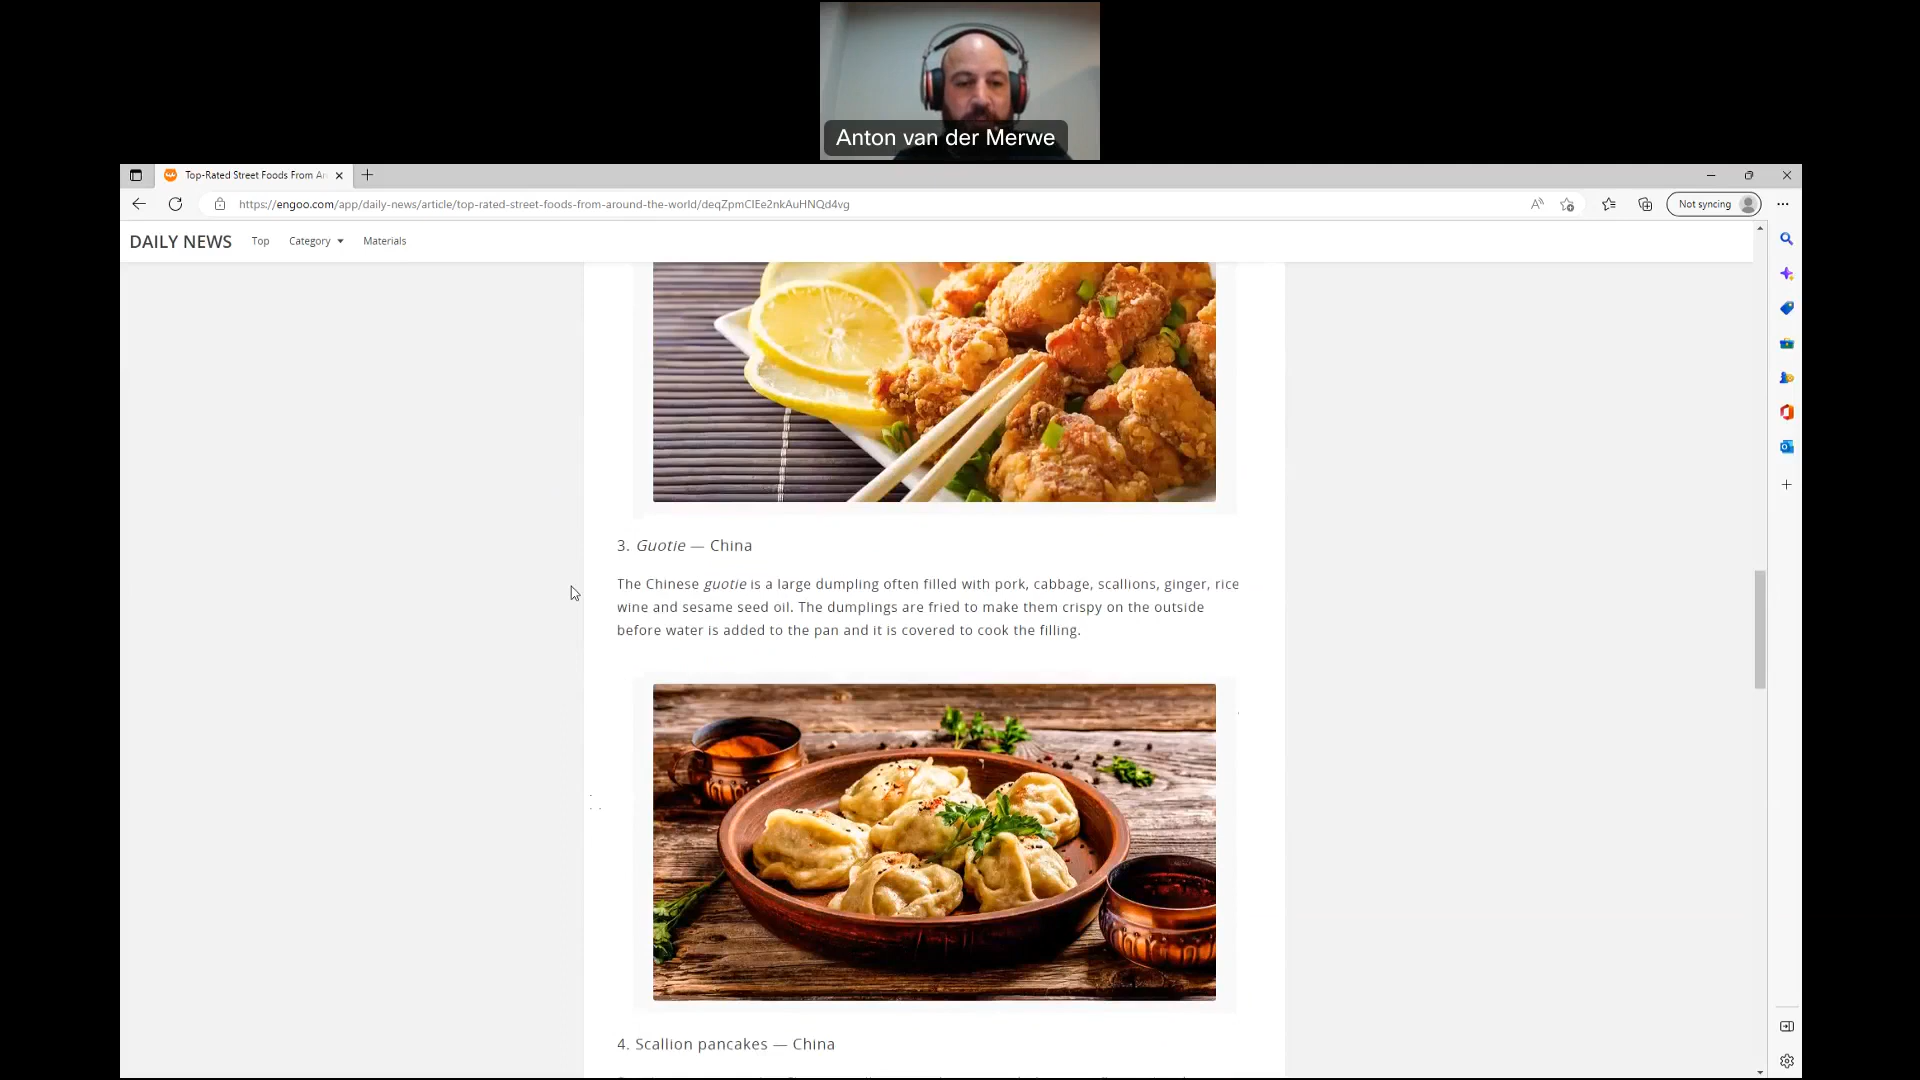 Anton van der Merwe
Top-Rated Street Foods From Ar
https://engoo.com/app/daily-news/article/top-rated-street-foods-from-around-the-world/deqZpmCIEe2nkAuHNQd4vg
Not syncing
DAILY NEWS Top Category Materials
3. Guotie — China
The Chinese guotie is a large dumpling often filled with pork, cabbage, scallions, ginger, rice
wine and sesame seed oil. The dumplings are fried to make them crispy on the outside
before water is added to the pan and it is covered to cook the filling.
4. Scallion pancakes — China